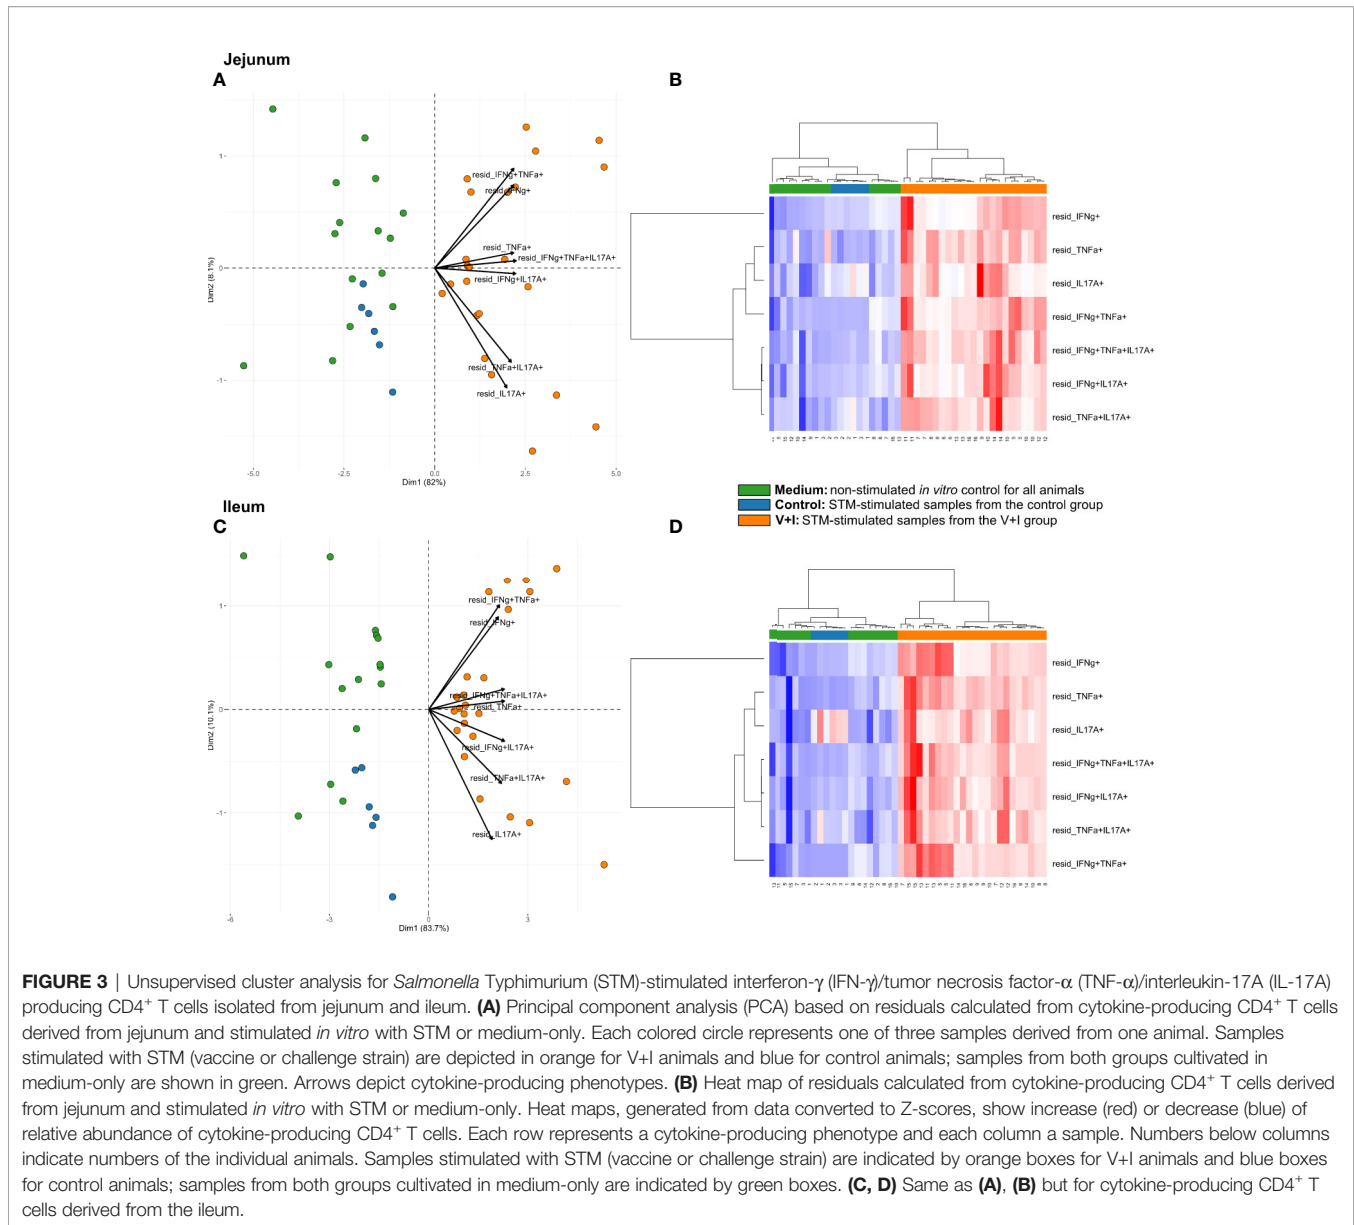 Jejunum
A
B
1
0
-1
Dim2 (8.1%)
resid_IFNg+TNFa+
resid_IFNg+
resid_TNFa+
resid_IFNg+TNFa+IL17A+
resid_IFNg+IL17A+
resid_TNFa+IL17A+
resid_IL17A+
-5.0 -2.5 0.0 2.5 5.0
Dim1 (82%)
resid_IFNg+
resid_TNFa+
resid_IL17A+
resid_IFNg+TNFa+
resid_IFNg+TNFa+IL17A+
resid_IFNg+IL17A+
resid_TNFa+IL17A+
Medium: non-stimulated in vitro control for all animals
Control: STM-stimulated samples from the control group
V+I: STM-stimulated samples from the V+I group
Ileum
C
D
1
0
-1
Dim2 (10.1%)
resid_IFNg+TNFa+
resid_IFNg+
resid_IFNg+TNFa+IL17A+
resid_TNFa+
resid_IFNg+IL17A+
resid_TNFa+IL17A+
resid_IL17A+
-6 -3 0 3
Dim1 (83.7%)
resid_IFNg+
resid_TNFa+
resid_IL17A+
resid_IFNg+TNFa+IL17A+
resid_IFNg+IL17A+
resid_TNFa+IL17A+
resid_IFNg+TNFa+
FIGURE 3 | Unsupervised cluster analysis for Salmonella Typhimurium (STM)-stimulated interferon-γ (IFN-γ)/tumor necrosis factor-α (TNF-α)/interleukin-17A (IL-17A)
producing CD4⁺ T cells isolated from jejunum and ileum. (A) Principal component analysis (PCA) based on residuals calculated from cytokine-producing CD4⁺ T cells
derived from jejunum and stimulated in vitro with STM or medium-only. Each colored circle represents one of three samples derived from one animal. Samples
stimulated with STM (vaccine or challenge strain) are depicted in orange for V+I animals and blue for control animals; samples from both groups cultivated in
medium-only are shown in green. Arrows depict cytokine-producing phenotypes. (B) Heat map of residuals calculated from cytokine-producing CD4⁺ T cells derived
from jejunum and stimulated in vitro with STM or medium-only. Heat maps, generated from data converted to Z-scores, show increase (red) or decrease (blue) of
relative abundance of cytokine-producing CD4⁺ T cells. Each row represents a cytokine-producing phenotype and each column a sample. Numbers below columns
indicate numbers of the individual animals. Samples stimulated with STM (vaccine or challenge strain) are indicated by orange boxes for V+I animals and blue boxes
for control animals; samples from both groups cultivated in medium-only are indicated by green boxes. (C, D) Same as (A), (B) but for cytokine-producing CD4⁺ T
cells derived from the ileum.